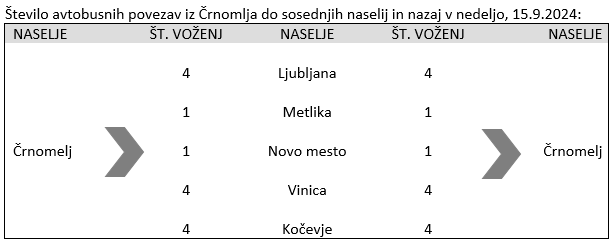 Število avtobusnih povezav iz Črnomlja do sosednjih naselij in nazaj v nedeljo, 15.9.2024:
NASELJE ŠT. VOŽENJ NASELJE ŠT. VOŽENJ NASELJE
4 Ljubljana 4
1 Metlika 1
Črnomelj 1 Novo mesto 1 Črnomelj
4 Vinica 4
4 Kočevje 4